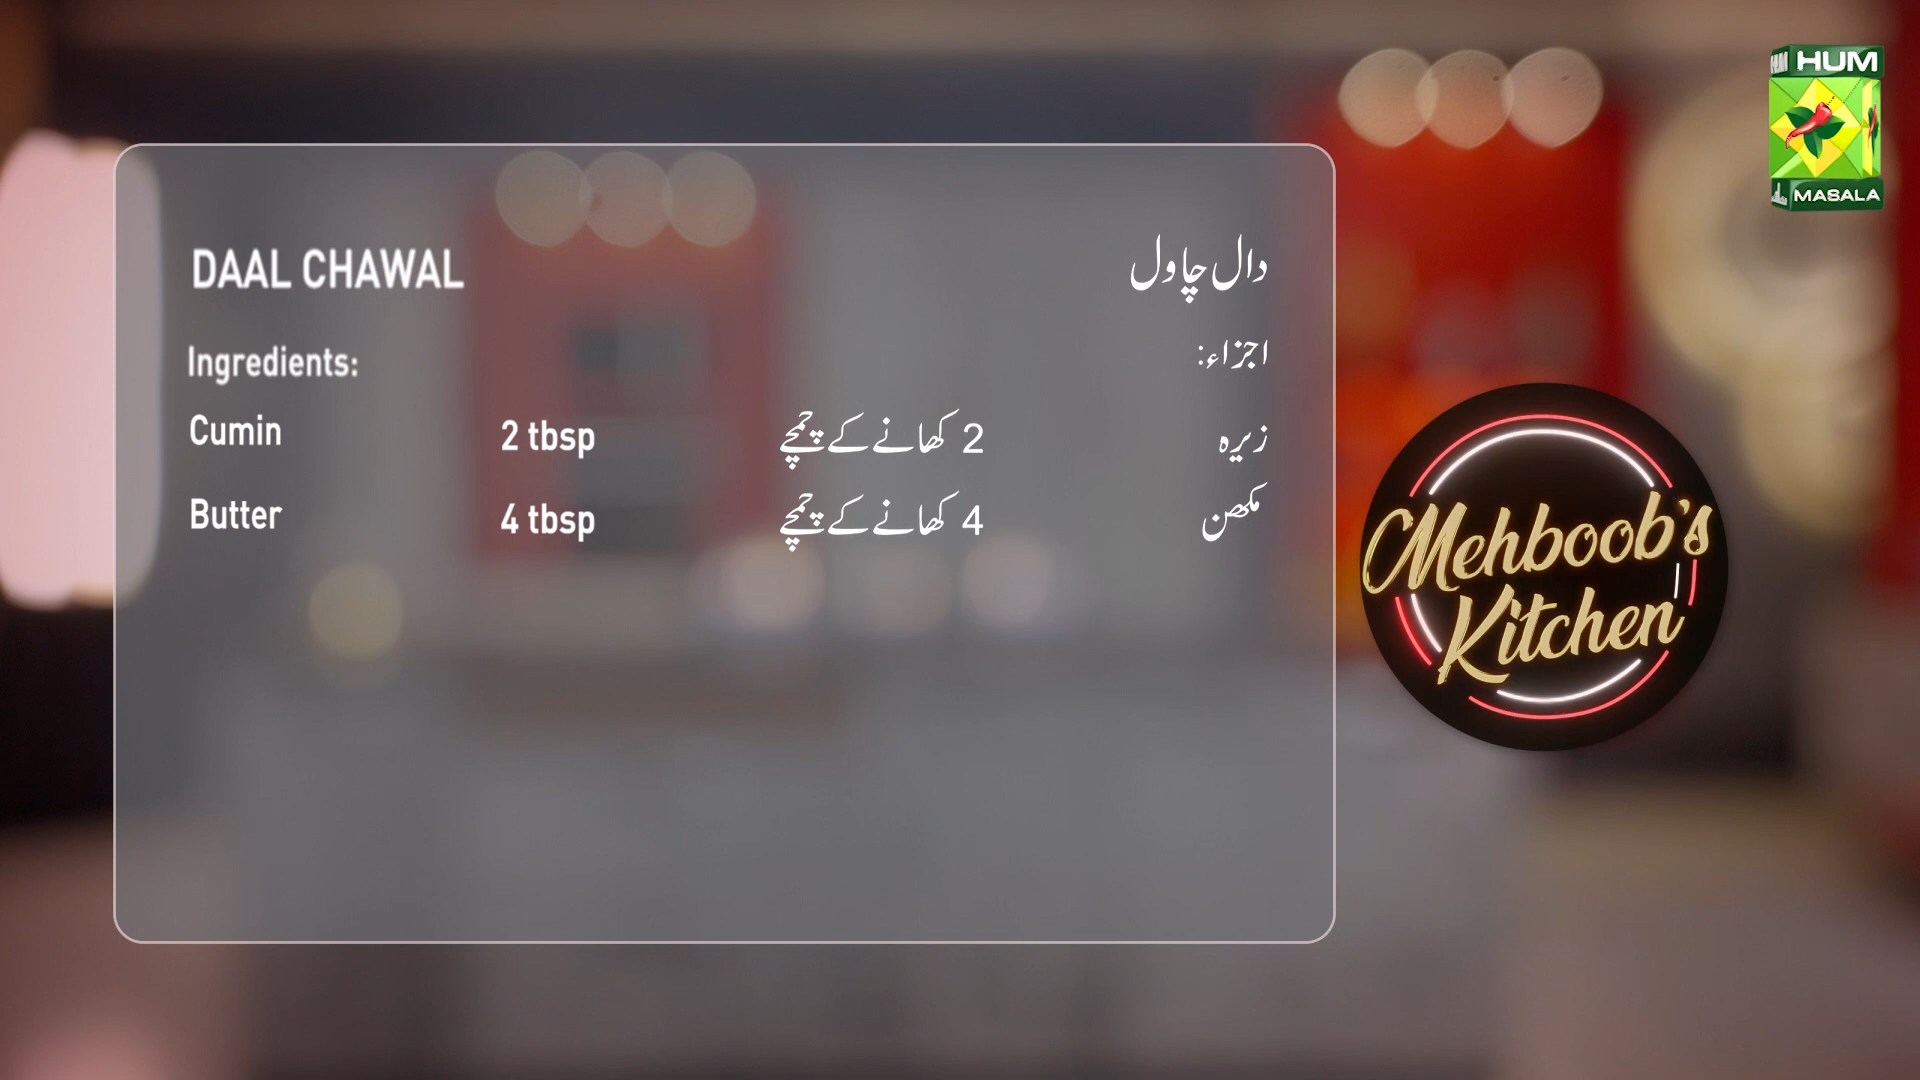 HUM
MASALA
DAAL CHAWAL دال چاول
Ingredients: اجزاء:
Cumin 2 tbsp 2 کھانے کے چمچے زیرہ
Butter 4 tbsp 4 کھانے کے چمچے مکھن
Mehboob's
Kitchen